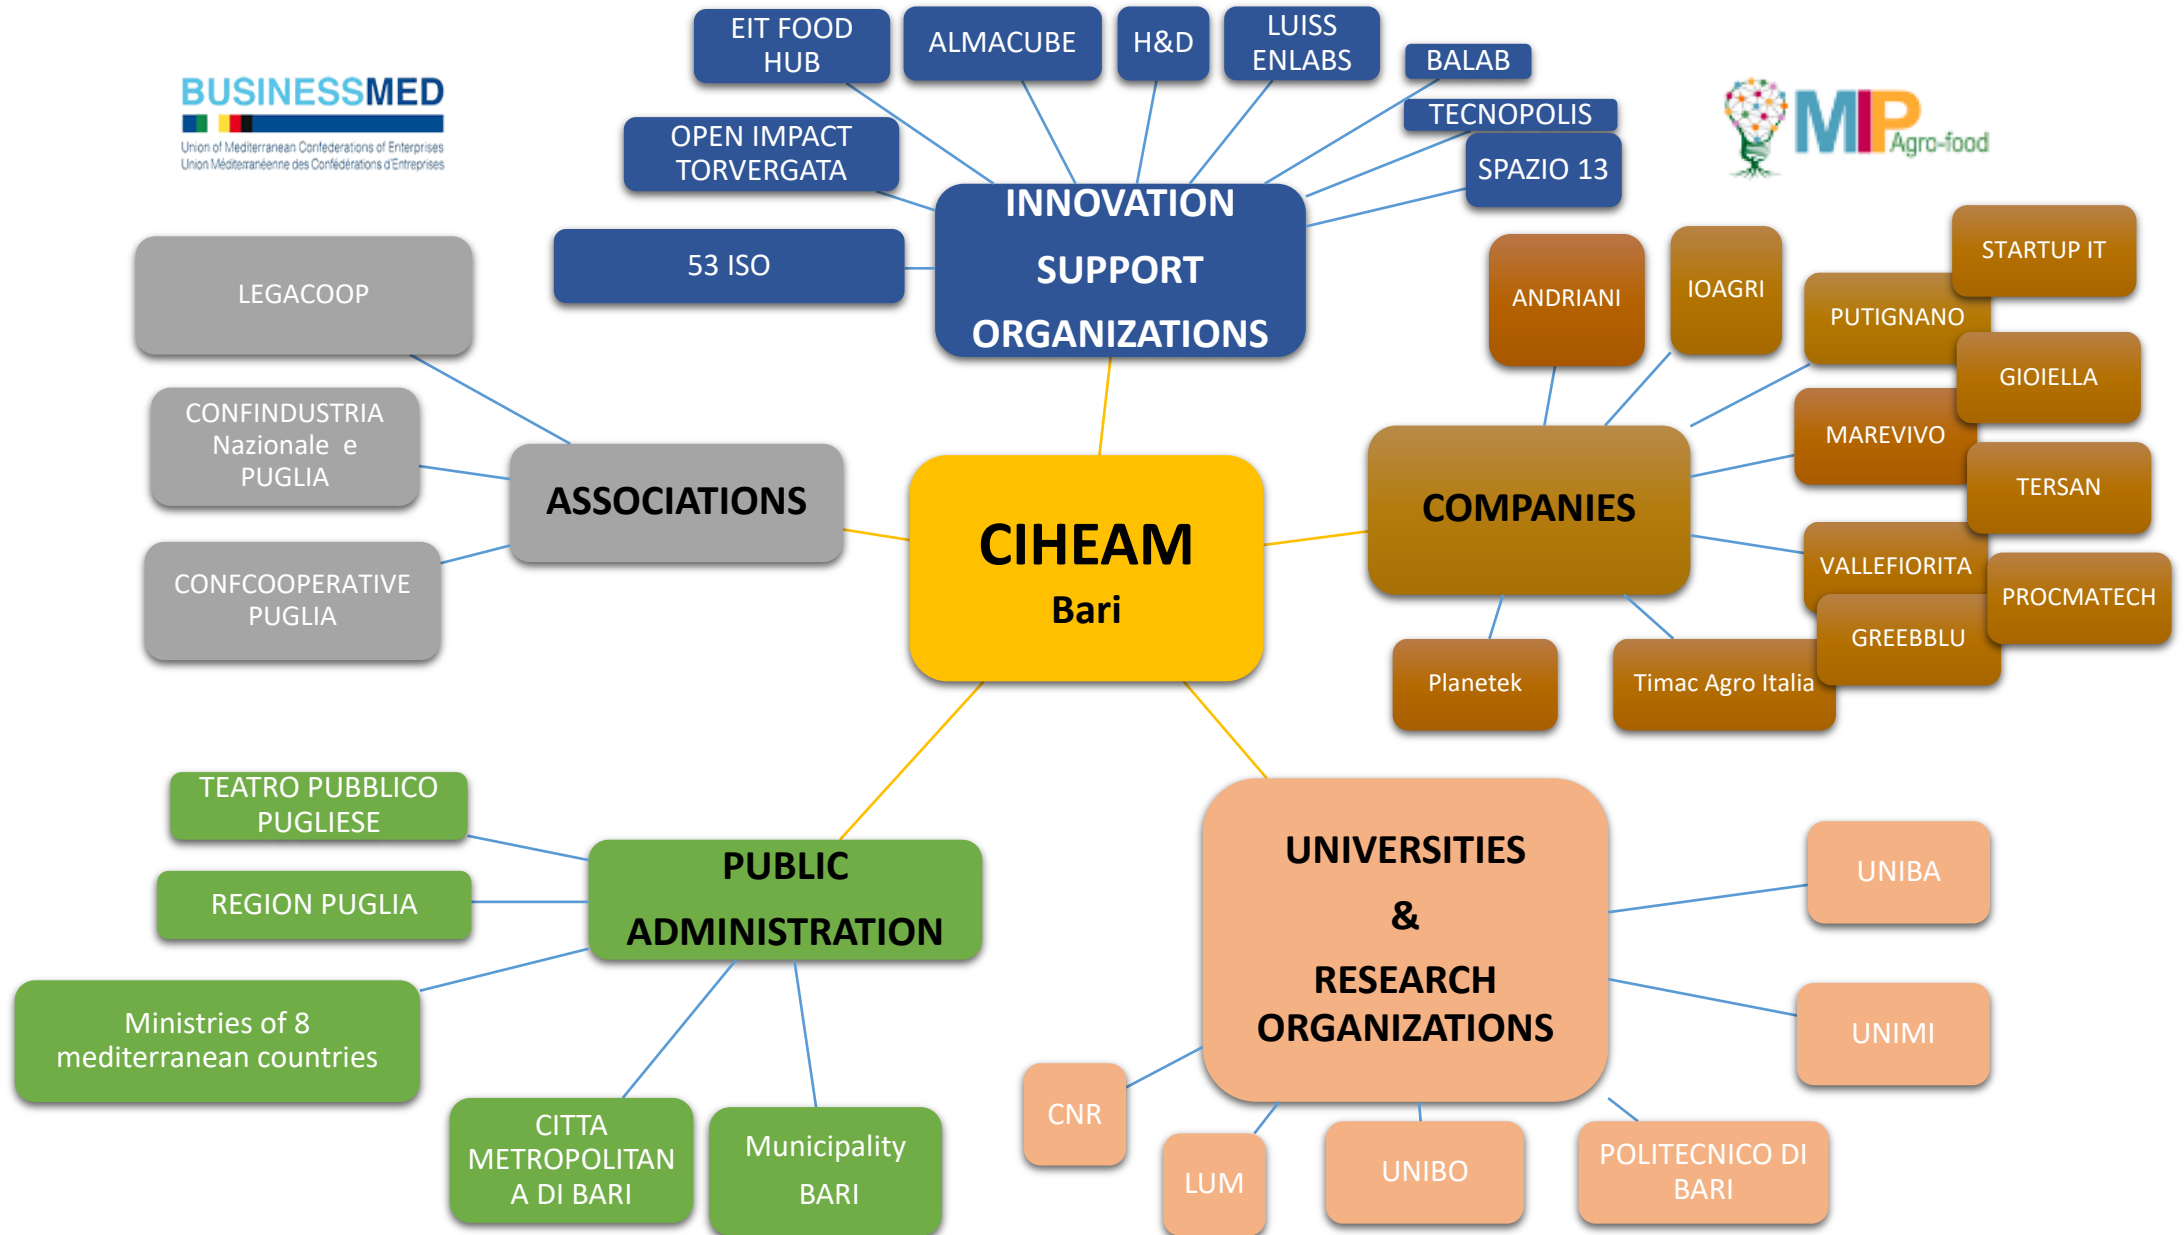 BUSINESSMED
Union of Mediterranean Confederations of Enterprises
Union Méditerranéenne des Confédérations d'Entreprises
MIP
Agro-food
EIT FOOD
HUB
ALMACUBE
H&D
LUISS
ENLABS
BALAB
TECNOPOLIS
SPAZIO 13
OPEN IMPACT
TORVERGATA
53 ISO
INNOVATION
SUPPORT
ORGANIZATIONS
LEGACOOP
CONFINDUSTRIA
Nazionale e
PUGLIA
CONFCOOPERATIVE
PUGLIA
ASSOCIATIONS
CIHEAM
Bari
COMPANIES
ANDRIANI
IOAGRI
STARTUP IT
PUTIGNANO
GIOIELLA
MAREVIVO
TERSAN
VALLEFIORITA
PROCMATECH
GREEBBLU
Timac Agro Italia
Planetek
TEATRO PUBBLICO
PUGLIESE
REGION PUGLIA
Ministries of 8
mediterranean countries
CITTA
METROPOLITAN
A DI BARI
Municipality
BARI
PUBLIC
ADMINISTRATION
UNIVERSITIES
&
RESEARCH
ORGANIZATIONS
UNIBA
UNIMI
CNR
LUM
UNIBO
POLITECNICO DI
BARI